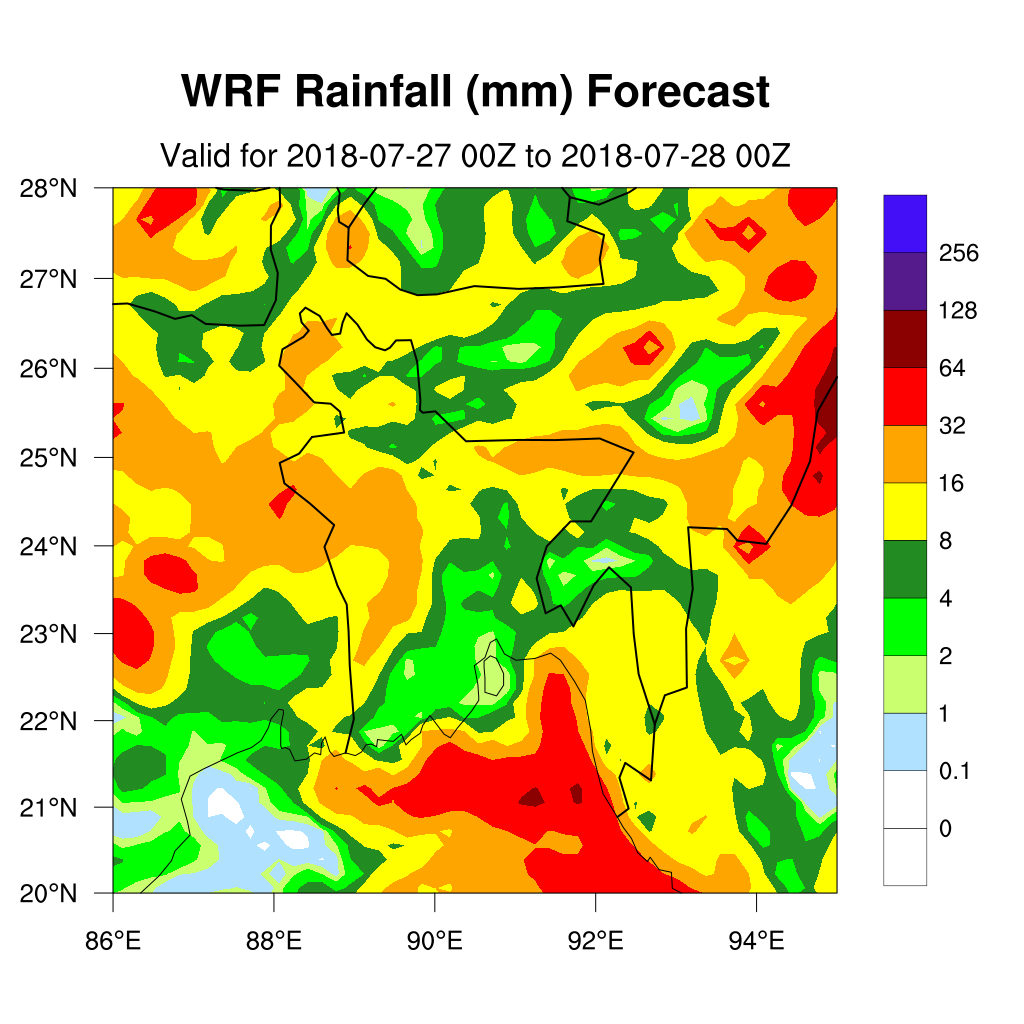 WRF Rainfall (mm) Forecast
Valid for 2018-07-27 00Z to 2018-07-28 00Z
28°N
27°N
26°N
25°N
24°N
23°N
22°N
21°N
20°N
86°E 88°E 90°E 92°E 94°E
256
128
64
32
16
8
4
2
1
0.1
0